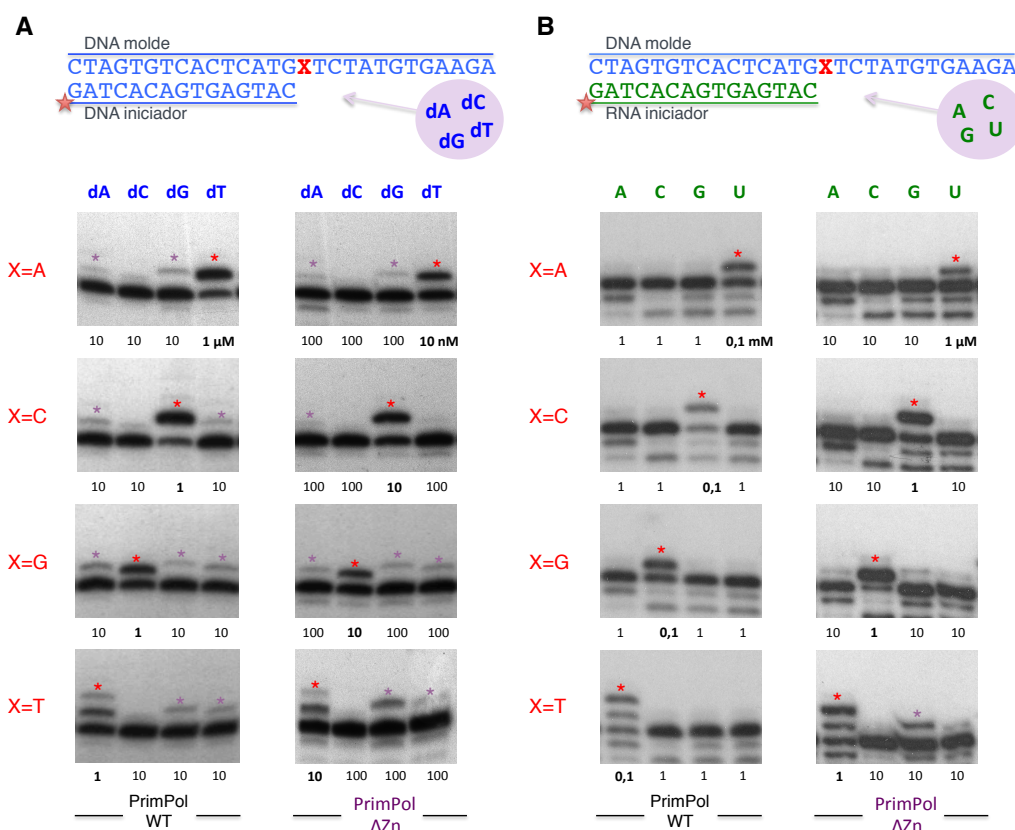 A
DNA molde
CTAGTGTCACTCATGXTCTATGTGAAGA
GATCACAGTGAGTAC
DNA iniciador
dA dC
dG dT
dA dC dG dT
dA dC dG dT
X=A
* * *
* * *
10 10 10 1 µM
100 100 100 10 nM
X=C
* * *
* *
10 10 1 10
100 100 10 100
X=G
* * * *
* * * *
10 1 10 10
100 10 100 100
X=T
* * *
* * *
1 10 10 10
10 100 100 100
PrimPol
WT
PrimPol
ΔZn
B
DNA molde
CTAGTGTCACTCATGXTCTATGTGAAGA
GATCACAGTGAGTAC
RNA iniciador
A C
G U
A C G U
A C G U
X=A
*
*
1 1 1 0,1 mM
10 10 10 1 µM
X=C
*
*
1 1 0,1 1
10 10 1 10
X=G
*
*
1 0,1 1 1
10 1 10 10
X=T
*
* *
0,1 1 1 1
1 10 10 10
PrimPol
WT
PrimPol
ΔZn